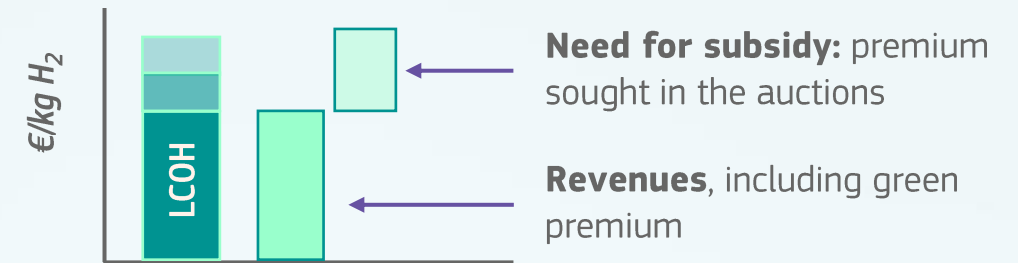 €/kg H₂
LCOH
Need for subsidy: premium
sought in the auctions
Revenues, including green
premium